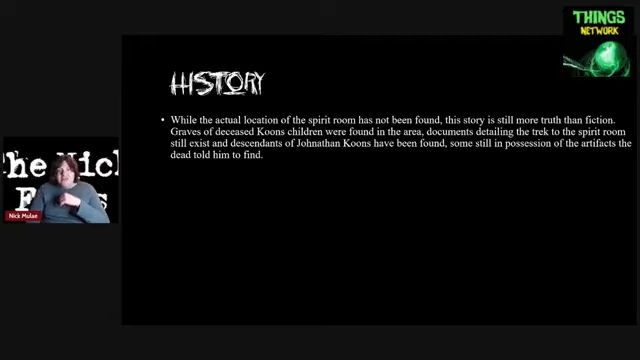 THINGS
NETWORK
HISTORY
• While the actual location of the spirit room has not been found, this story is still more truth than fiction.
Graves of deceased Koons children were found in the area, documents detailing the trek to the spirit room
still exist and descendants of Johnathan Koons have been found, some still in possession of the artifacts the
dead told him to find.
Nick Mulae